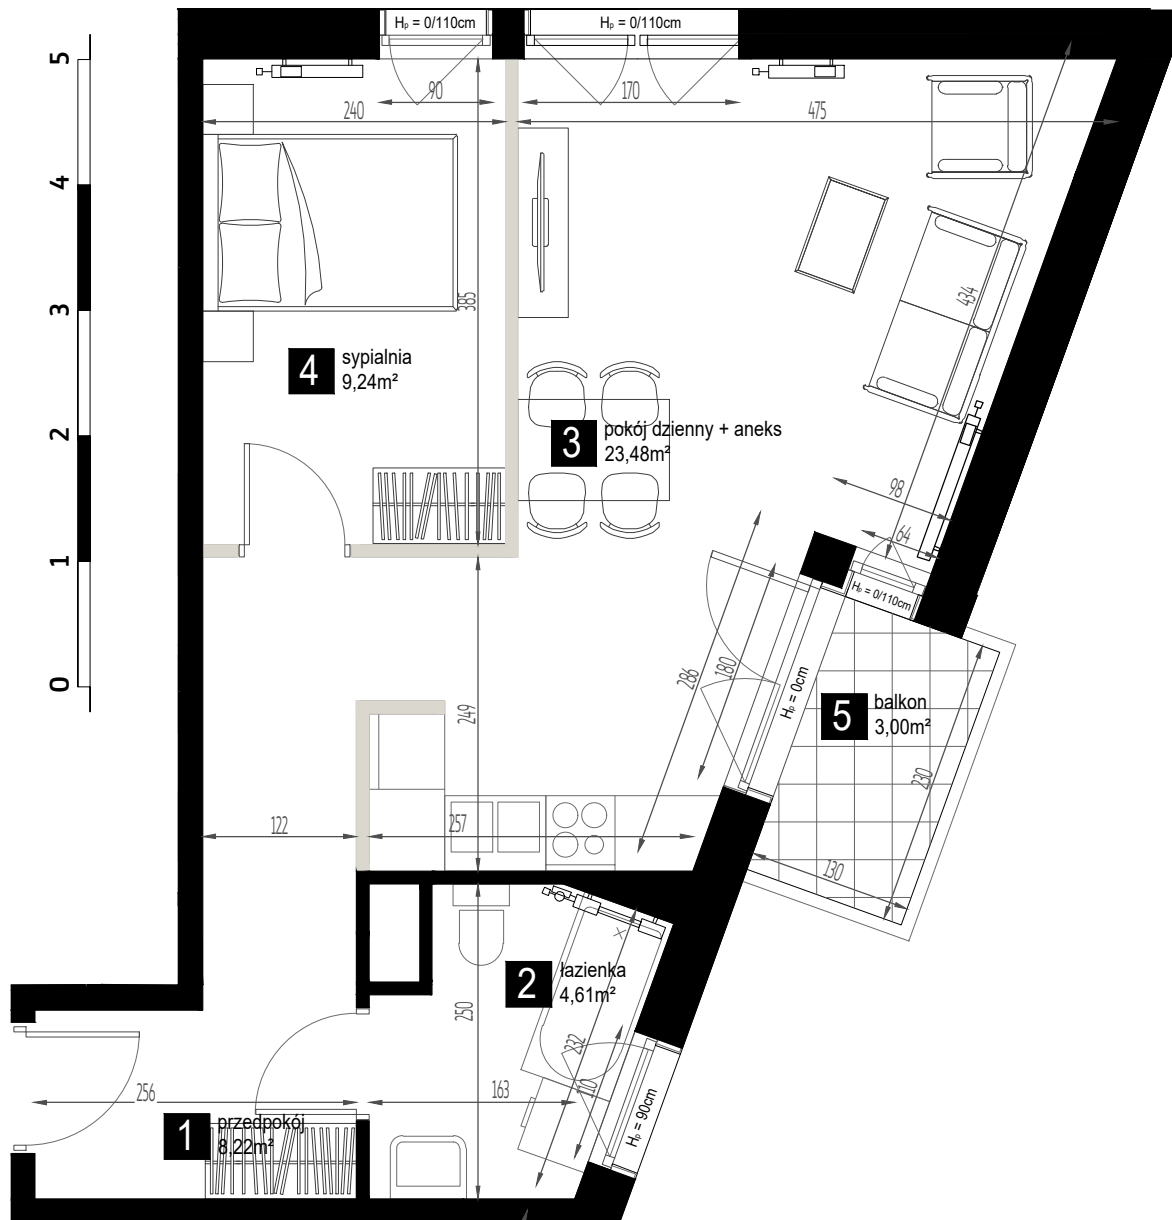 Hₚ = 0/110cm
Hₚ = 0/110cm
5
4
3
2
1
0
90
170
240
475
385
434
4
sypialnia
9,24m²
3
pokój dzienny + aneks
23,48m²
98
64
Hₚ = 0/110cm
286
180
Hₚ = 0cm
5
balkon
3,00m²
249
230
122
257
130
2
łazienka
4,61m²
250
232
110
256
163
Hₚ = 90cm
1
przedpokój
8,22m²